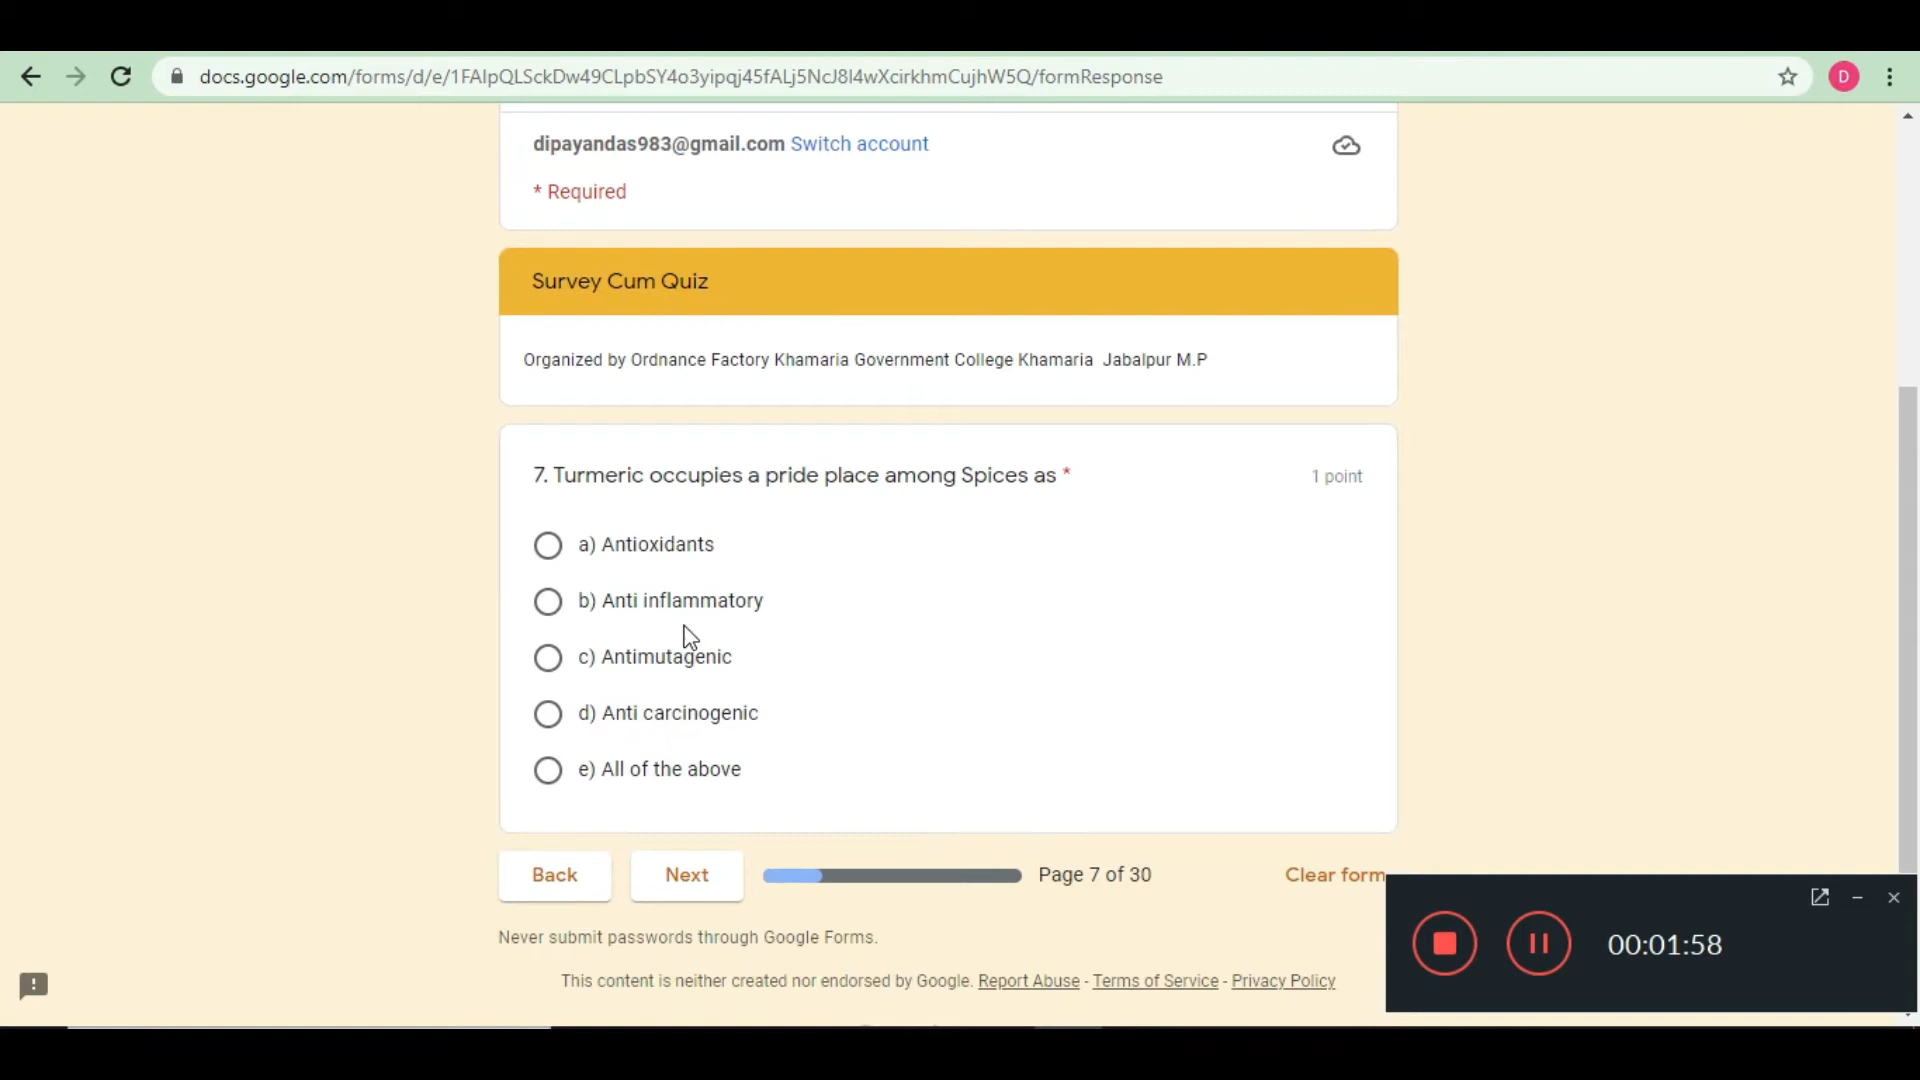 docs.google.com/forms/d/e/1FAIpQLSckDw49CLpbSY4o3yipqj45fALj5NcJ8I4wXcirkhmCujhW5Q/formResponse
D
dipayandas983@gmail.com Switch account
* Required
Survey Cum Quiz
Organized by Ordnance Factory Khamaria Government College Khamaria Jabalpur M.P
7. Turmeric occupies a pride place among Spices as *
1 point
a) Antioxidants
b) Anti inflammatory
c) Antimutagenic
d) Anti carcinogenic
e) All of the above
Back
Next
Page 7 of 30
Clear form
00:01:58
Never submit passwords through Google Forms.
This content is neither created nor endorsed by Google. Report Abuse - Terms of Service - Privacy Policy